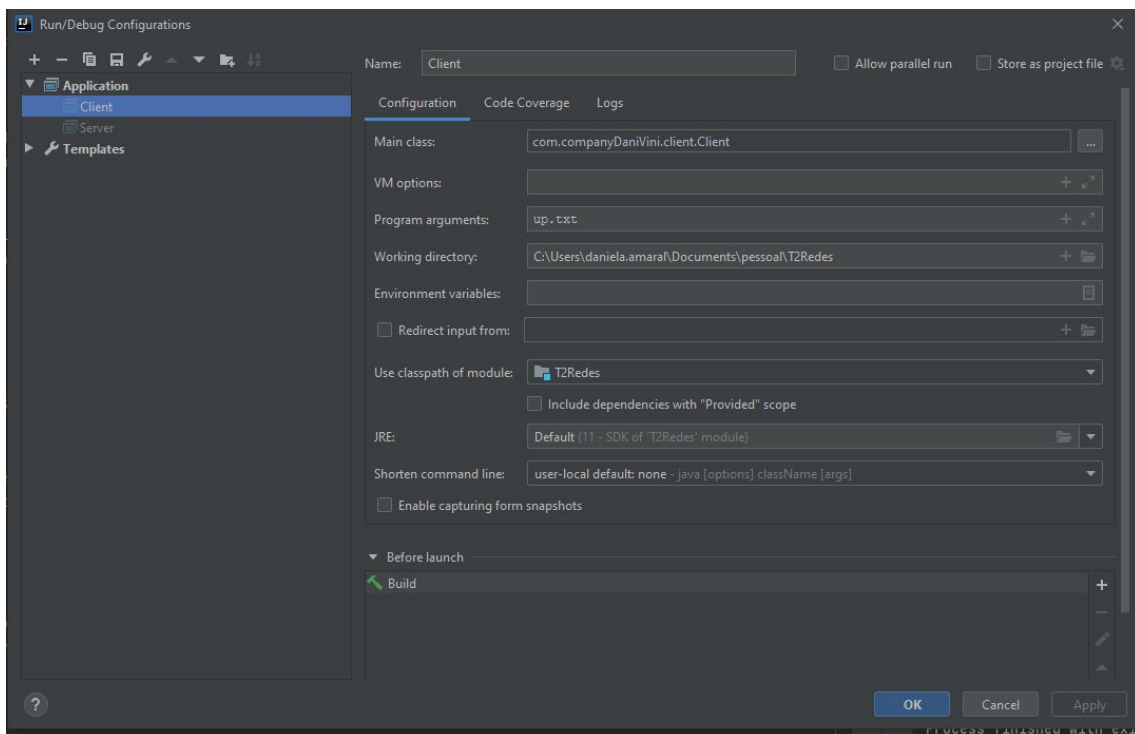 Run/Debug Configurations
Application
Client
Server
Templates
Name: Client
Allow parallel run
Store as project file
Configuration Code Coverage Logs
Main class: com.companyDaniVini.client.Client
...
VM options:
Program arguments: up.txt
Working directory: C:\Users\daniela.amaral\Documents\pessoal\T2Redes
Environment variables:
Redirect input from:
Use classpath of module: T2Redes
Include dependencies with "Provided" scope
JRE: Default (11 - SDK of 'T2Redes' module)
Shorten command line: user-local default: none - java [options] className [args]
Enable capturing form snapshots
Before launch
Build
?
OK Cancel Apply
Process finished with exi